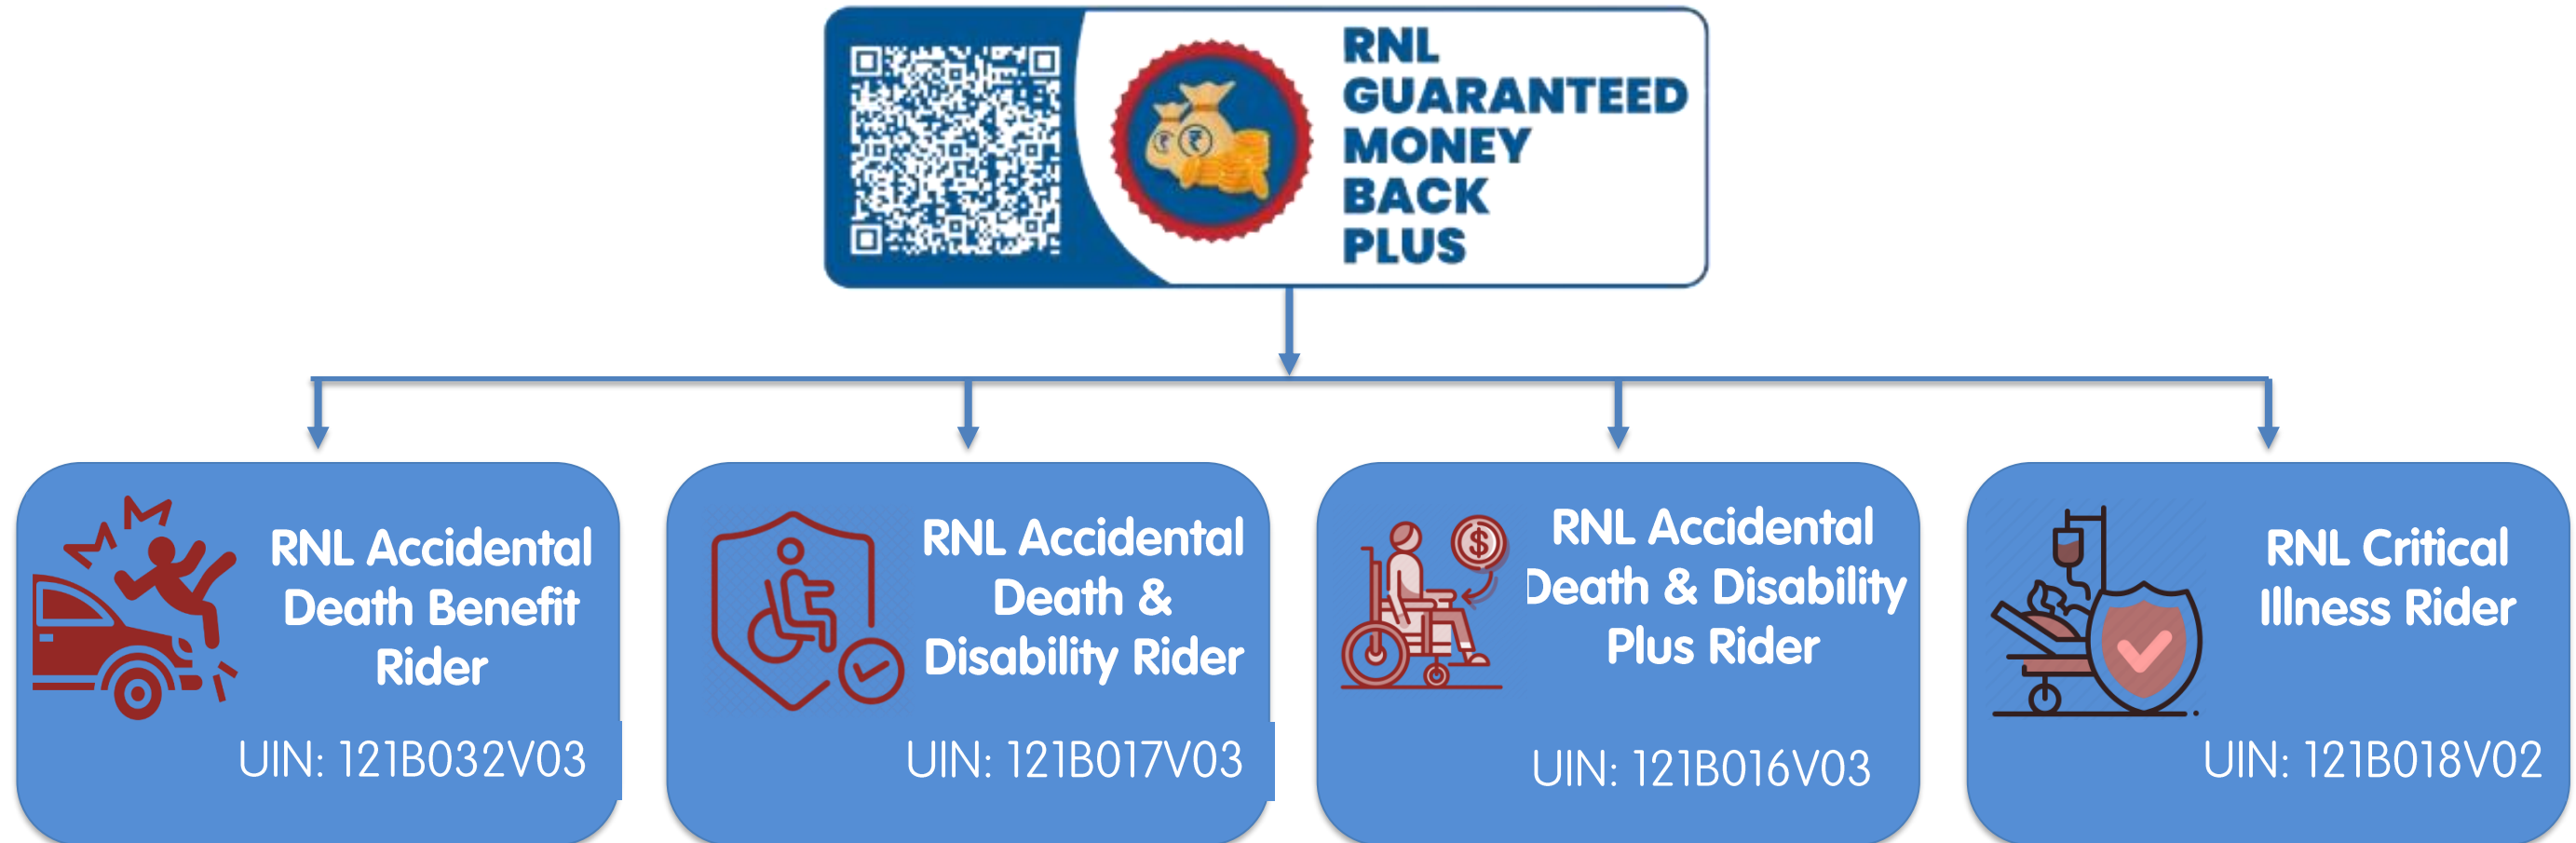 RNL
GUARANTEED
MONEY
BACK
PLUS
RNL Accidental
Death Benefit
Rider
UIN: 121B032V03
RNL Accidental
Death &
Disability Rider
UIN: 121B017V03
RNL Accidental
Death & Disability
Plus Rider
UIN: 121B016V03
RNL Critical
Illness Rider
UIN: 121B018V02